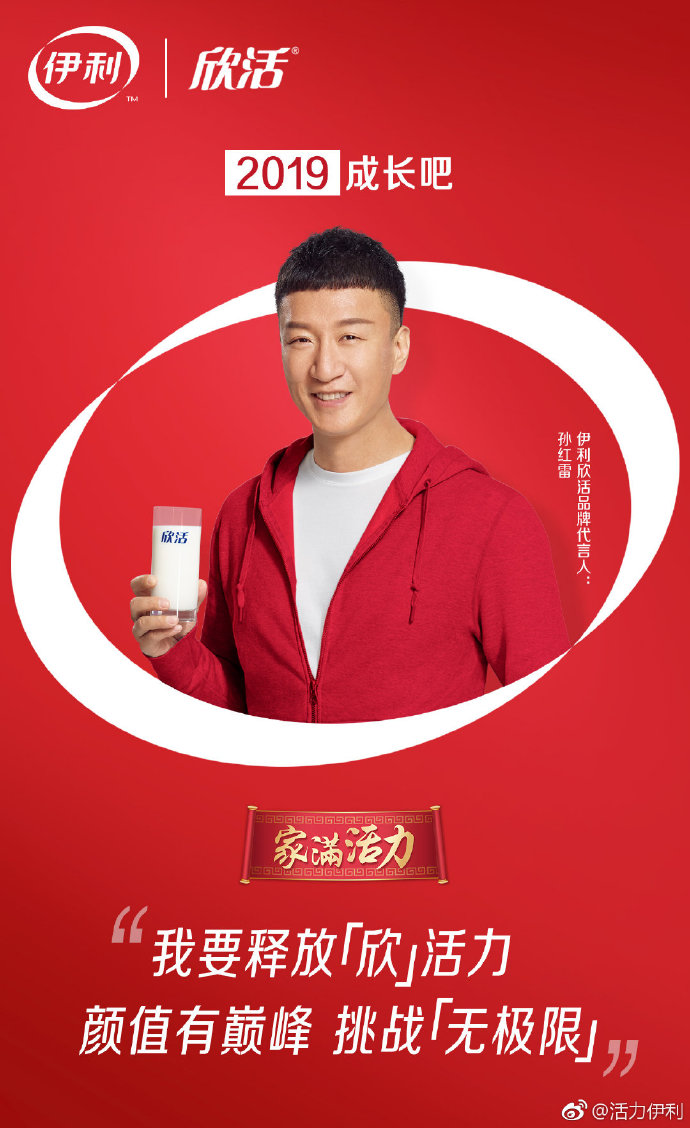 伊利
TM
欣活®
2019 成长吧
伊利欣活品牌代言人：
孙红雷
欣活
家满活力
“我要释放「欣」活力
颜值有巅峰 挑战「无极限」”
@活力伊利